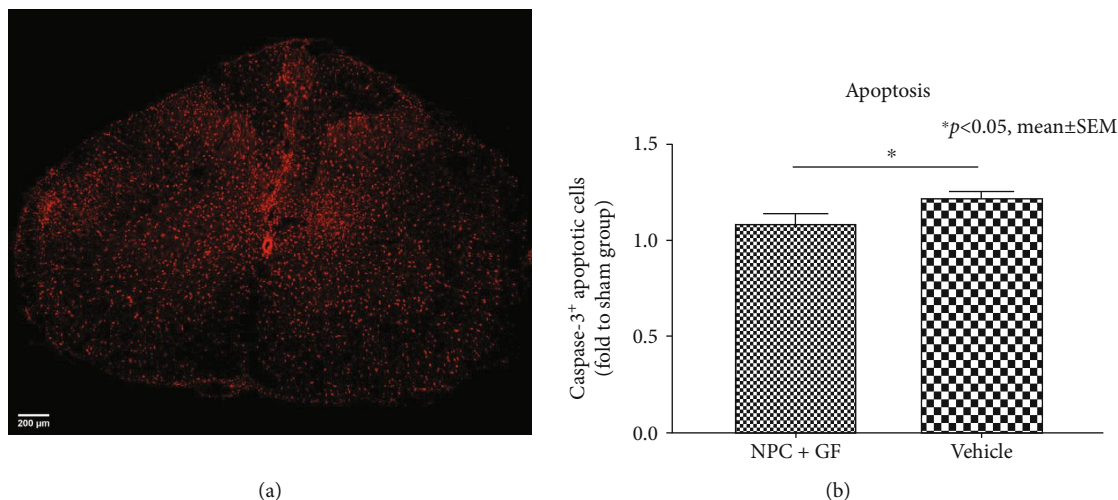 200 µm
(a)
Apoptosis
*p<0.05, mean±SEM
Caspase-3+ apoptotic cells
(fold to sham group)
1.5
1.0
0.5
0.0
*
NPC + GF
Vehicle
(b)